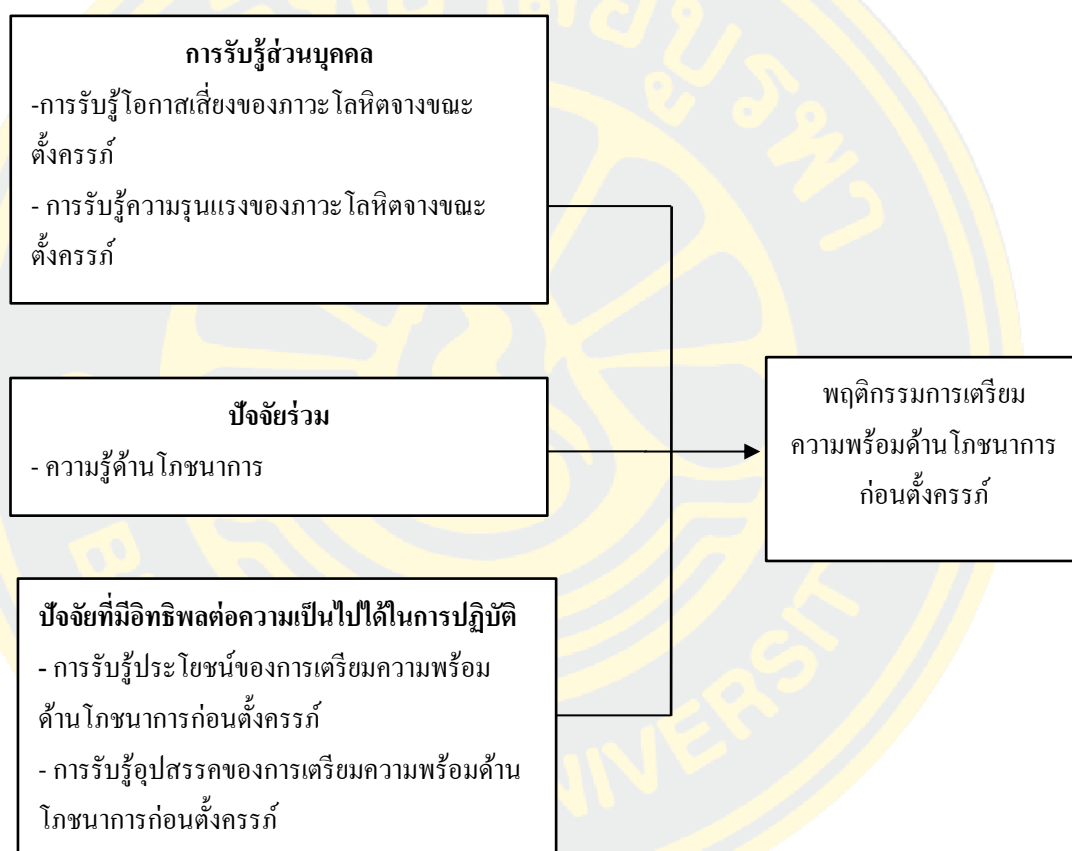 การรับรู้ส่วนบุคคล
-การรับรู้โอกาสเสี่ยงของภาวะโลหิตจางขณะ
ตั้งครรภ์
- การรับรู้ความรุนแรงของภาวะโลหิตจางขณะ
ตั้งครรภ์
ปัจจัยร่วม
- ความรู้ด้านโภชนาการ
ปัจจัยที่มีอิทธิพลต่อความเป็นไปได้ในการปฏิบัติ
- การรับรู้ประโยชน์ของการเตรียมความพร้อม
ด้านโภชนาการก่อนตั้งครรภ์
- การรับรู้อุปสรรคของการเตรียมความพร้อมด้าน
โภชนาการก่อนตั้งครรภ์
พฤติกรรมการเตรียม
ความพร้อมด้านโภชนาการ
ก่อนตั้งครรภ์
บูรพา
NIVERSIT